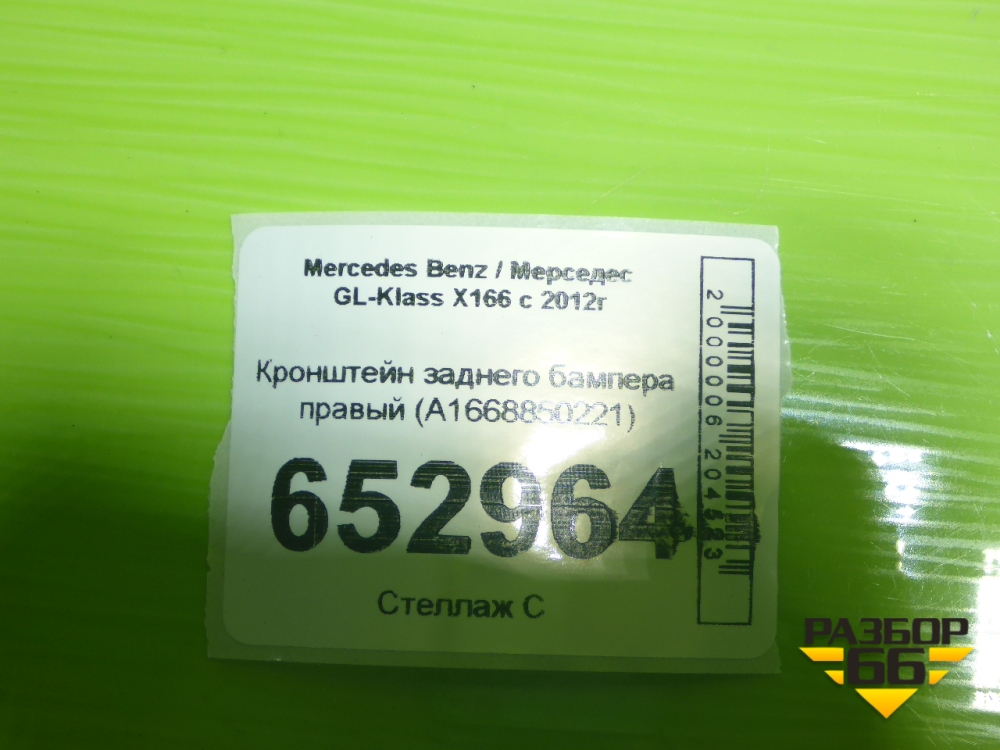 Mercedes Benz / Мерседес
GL-Klass X166 с 2012г
Кронштейн заднего бампера
правый (A1668850221)
652964
Стеллаж С
РАЗБОР
66